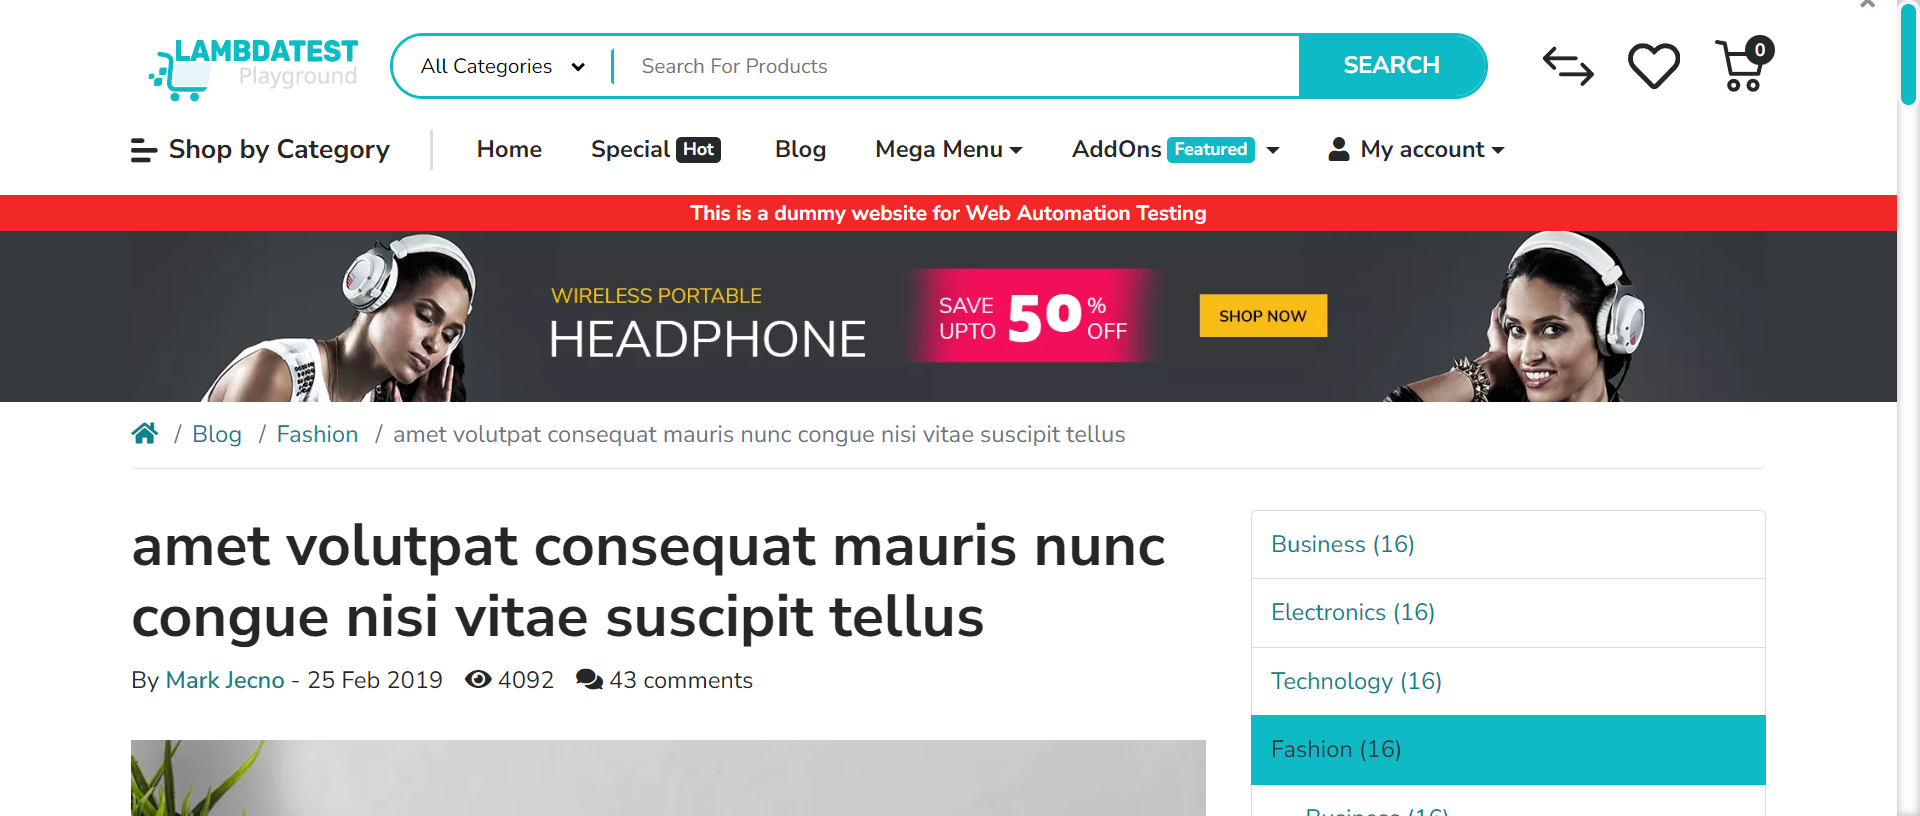 LAMBDATEST
Playground
All Categories
Search For Products
SEARCH
0
Shop by Category
Home
Special Hot
Blog
Mega Menu
AddOns Featured
My account
This is a dummy website for Web Automation Testing
WIRELESS PORTABLE
HEADPHONE
SAVE UPTO 50% OFF
SHOP NOW
/ Blog / Fashion / amet volutpat consequat mauris nunc congue nisi vitae suscipit tellus
amet volutpat consequat mauris nunc
congue nisi vitae suscipit tellus
By Mark Jecno - 25 Feb 2019 4092 43 comments
Business (16)
Electronics (16)
Technology (16)
Fashion (16)
Business (16)